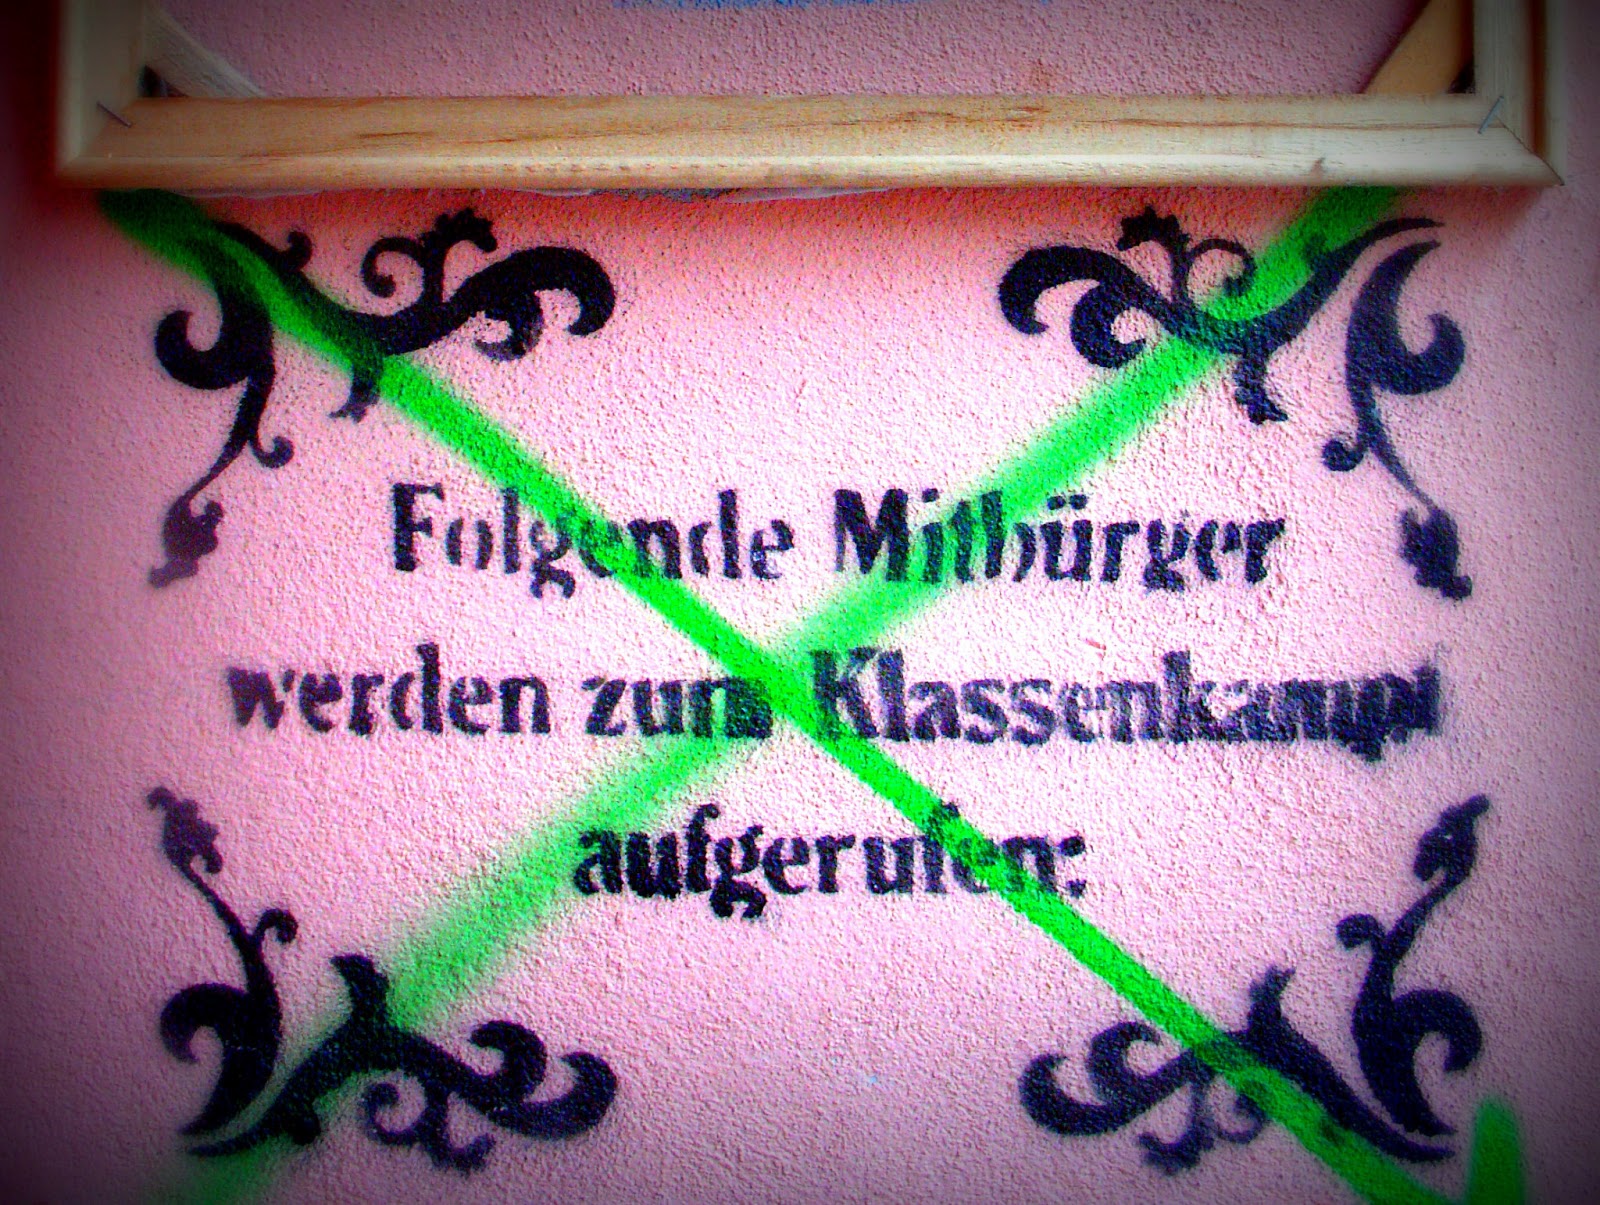 Folgende Mitbürger
werden zum Klassenkampf
aufgerufen: